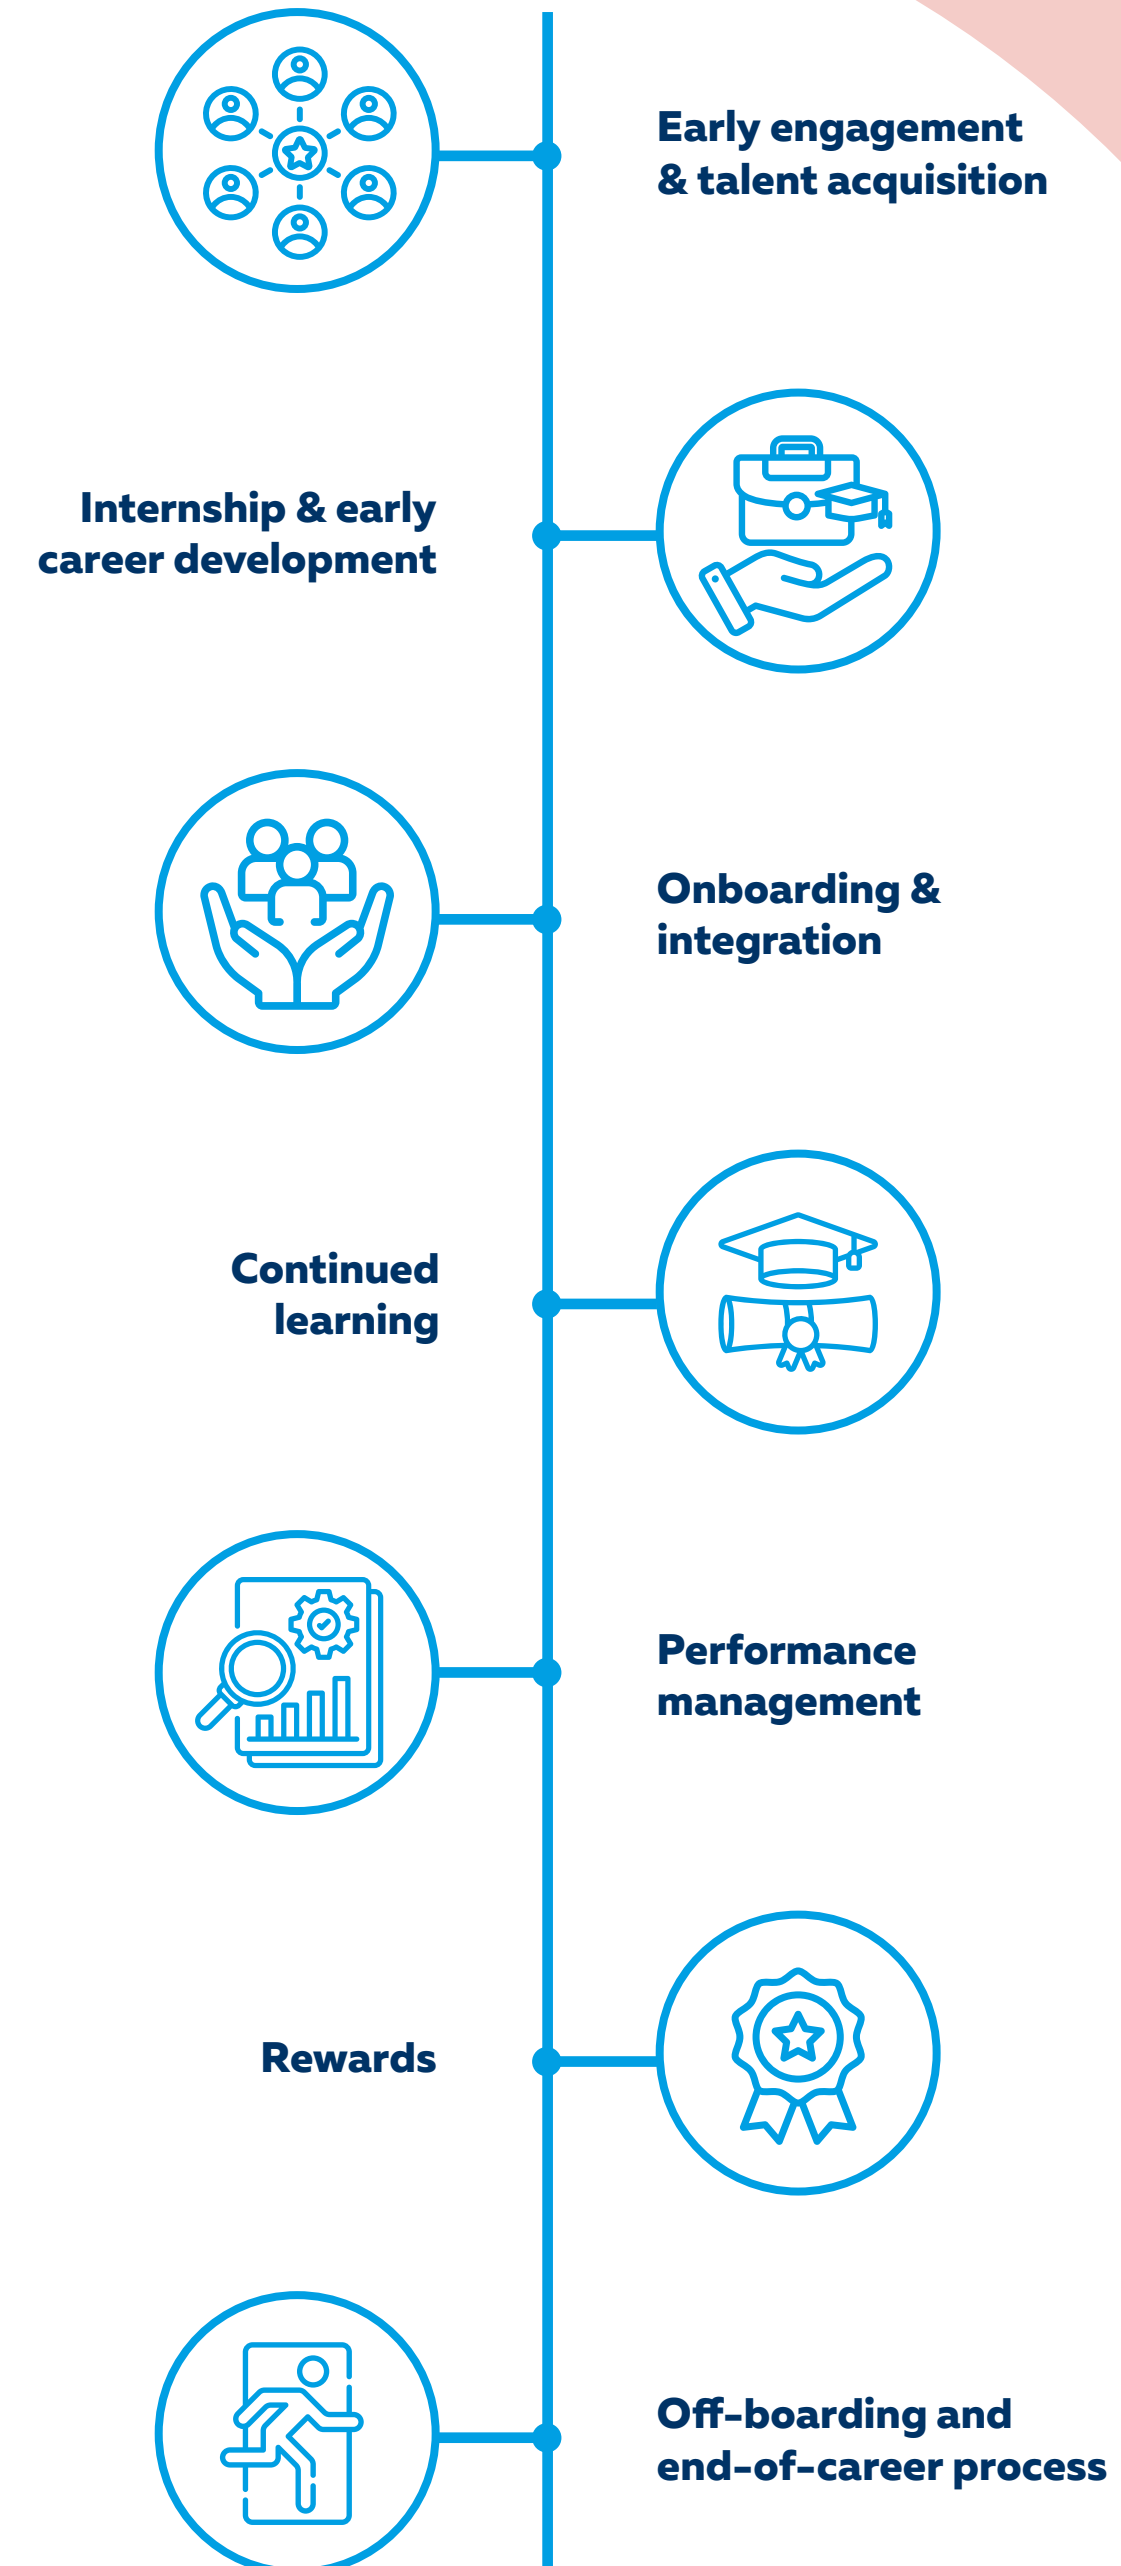 Early engagement
& talent acquisition
Internship & early
career development
Onboarding &
integration
Continued
learning
Performance
management
Rewards
Off-boarding and
end-of-career process